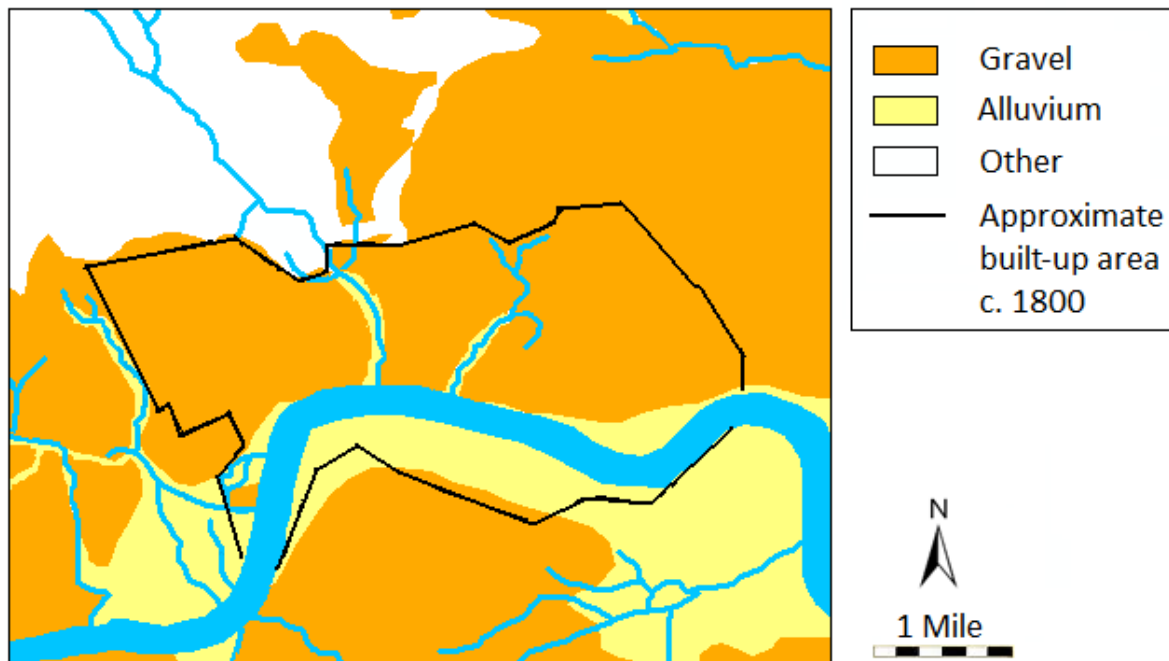 Gravel
Alluvium
Other
Approximate
built-up area
c. 1800
N
1 Mile